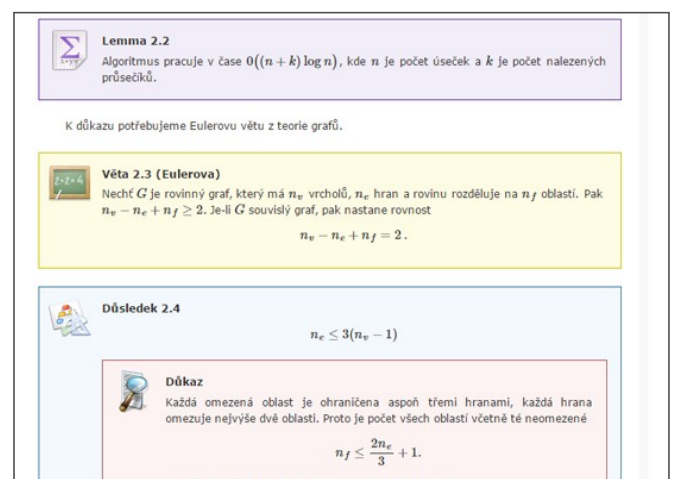 Lemma 2.2
Algoritmus pracuje v čase 0((n + k) log n), kde n je počet úseček a k je počet nalezených
průsečíků.
K důkazu potřebujeme Eulerovu větu z teorie grafů.
2+2=4
Věta 2.3 (Eulerova)
Nechť G je rovinný graf, který má n_v vrcholů, n_e hran a rovinu rozděluje na n_f oblastí. Pak
n_v − n_e + n_f ≥ 2. Je-li G souvislý graf, pak nastane rovnost
n_v − n_e + n_f = 2.
Důsledek 2.4
n_e ≤ 3(n_v − 1)
Důkaz
Každá omezená oblast je ohraničena aspoň třemi hranami, každá hrana
omezuje nejvýše dvě oblasti. Proto je počet všech oblastí včetně té neomezené
n_f ≤ 2n_e/3 + 1.